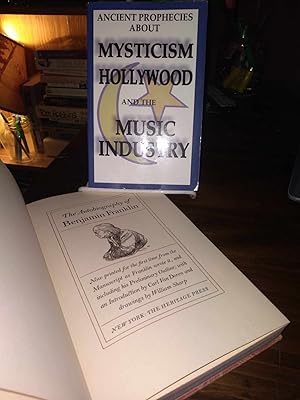 ANCIENT PROPHECIES
ABOUT
MYSTICISM
HOLLYWOOD
AND THE
MUSIC
INDUSTRY
The Autobiography of
Benjamin Franklin
Now printed for the first time from the
Manuscript as Franklin wrote it, and
including his Preliminary Outline; with
an Introduction by Carl Van Doren and
drawings by William Sharp
NEW YORK: THE HERITAGE PRESS